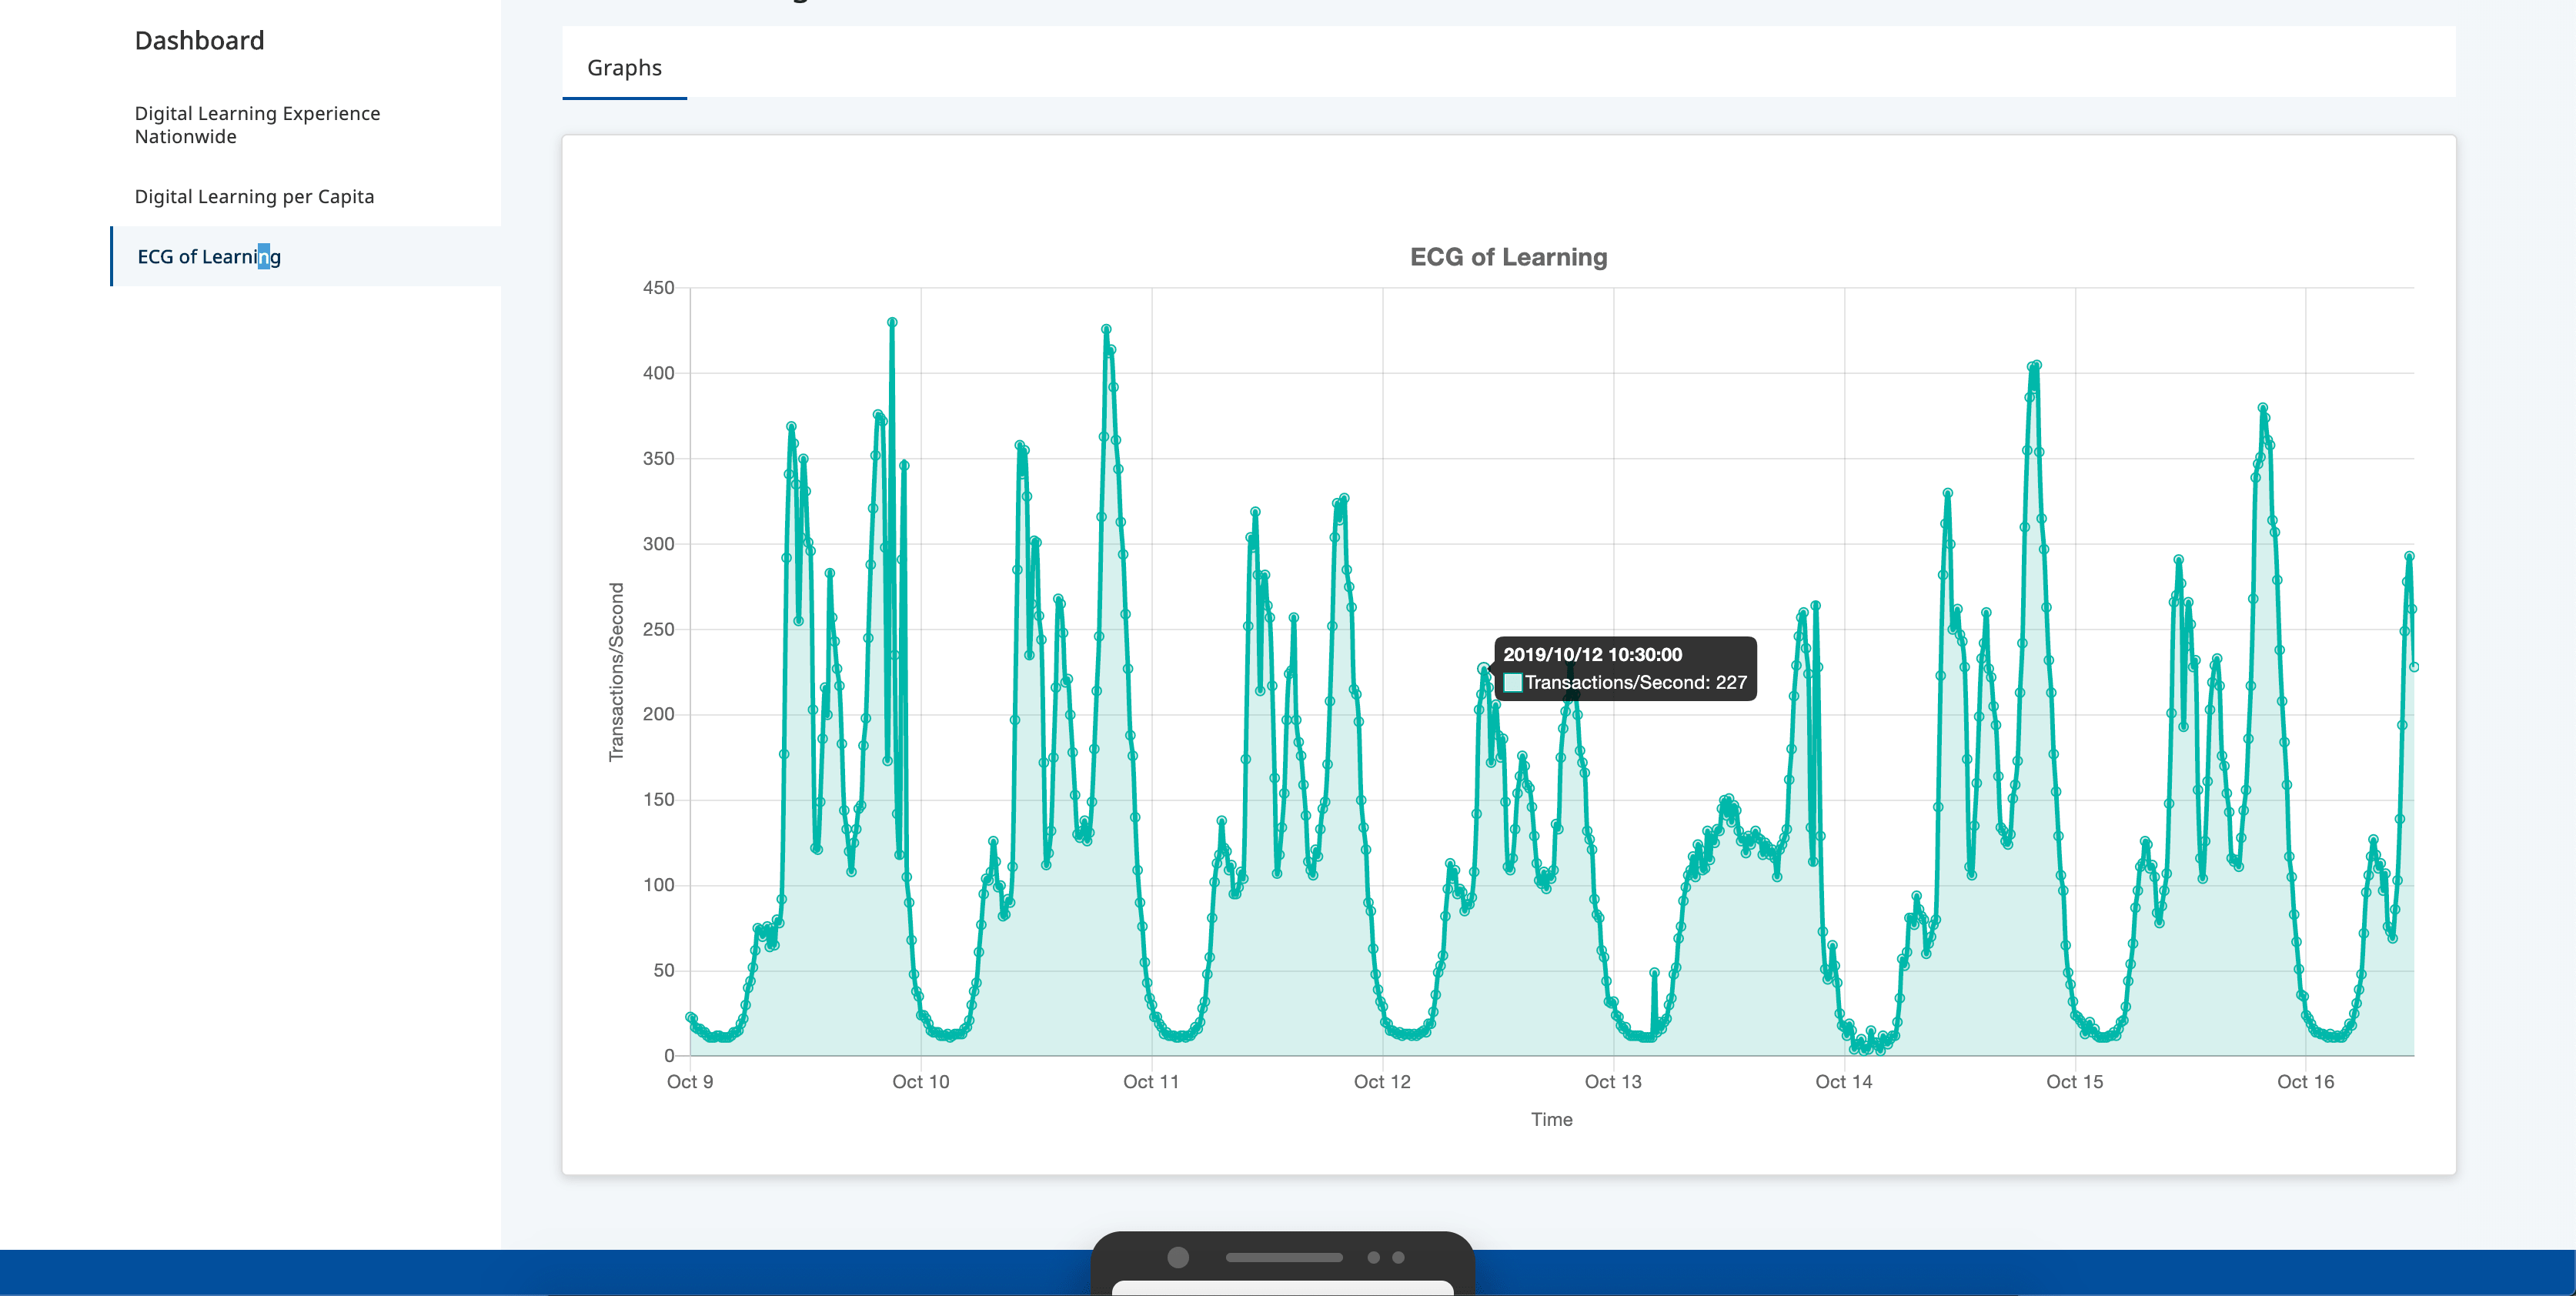 Dashboard
Digital Learning Experience
Nationwide
Digital Learning per Capita
ECG of Learning
Graphs
ECG of Learning
450
400
350
300
250
200
150
100
50
0
Transactions/Second
2019/10/12 10:30:00
Transactions/Second: 227
Oct 9
Oct 10
Oct 11
Oct 12
Oct 13
Oct 14
Oct 15
Oct 16
Time